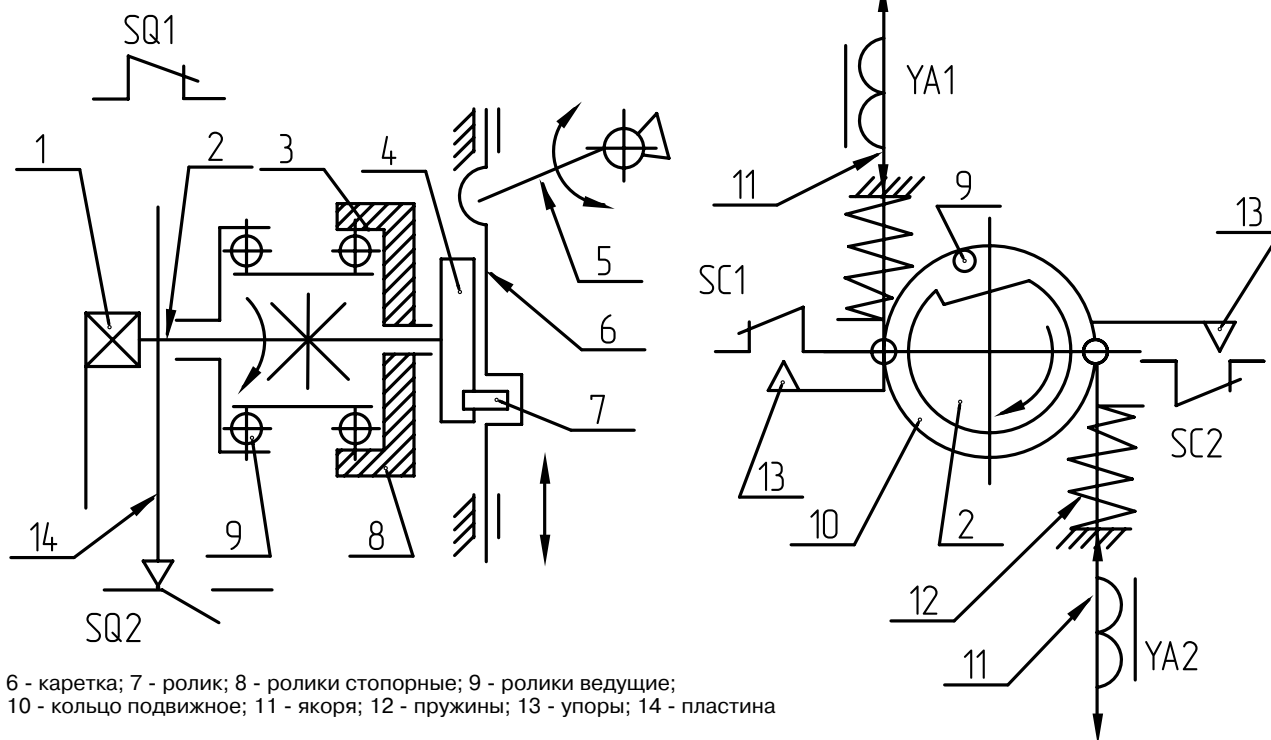 SQ1
YA1
1
2
3
4
11
9
13
SC1
5
6
7
SC2
13
14
9
8
10
2
12
SQ2
11
YA2
6 - каретка; 7 - ролик; 8 - ролики стопорные; 9 - ролики ведущие;
10 - кольцо подвижное; 11 - якоря; 12 - пружины; 13 - упоры; 14 - пластина